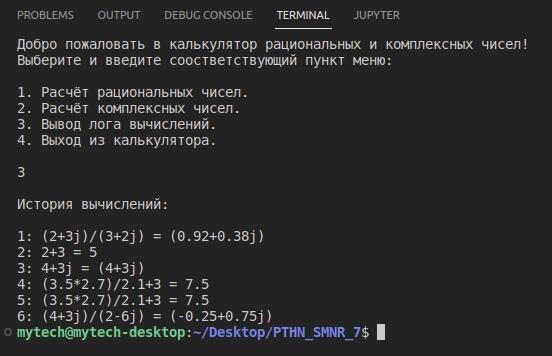 PROBLEMS OUTPUT DEBUG CONSOLE TERMINAL JUPYTER
Добро пожаловать в калькулятор рациональных и комплексных чисел!
Выберите и введите соостветствующий пункт меню:
1. Расчёт рациональных чисел.
2. Расчёт комплексных чисел.
3. Вывод лога вычислений.
4. Выход из калькулятора.
3
История вычислений:
1: (2+3j)/(3+2j) = (0.92+0.38j)
2: 2+3 = 5
3: 4+3j = (4+3j)
4: (3.5*2.7)/2.1+3 = 7.5
5: (3.5*2.7)/2.1+3 = 7.5
6: (4+3j)/(2-6j) = (-0.25+0.75j)
mytech@mytech-desktop:~/Desktop/PTHN_SMNR_7$